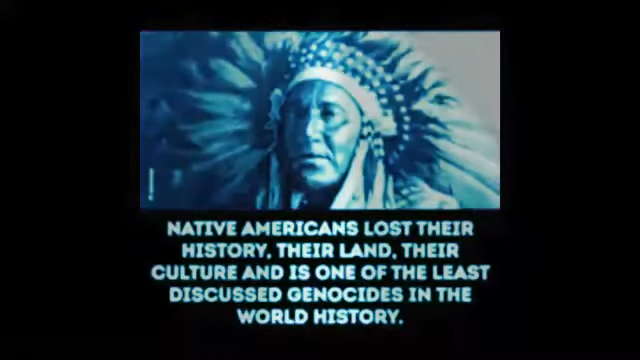 NATIVE AMERICANS LOST THEIR
HISTORY, THEIR LAND, THEIR
CULTURE AND IS ONE OF THE LEAST
DISCUSSED GENOCIDES IN THE
WORLD HISTORY.